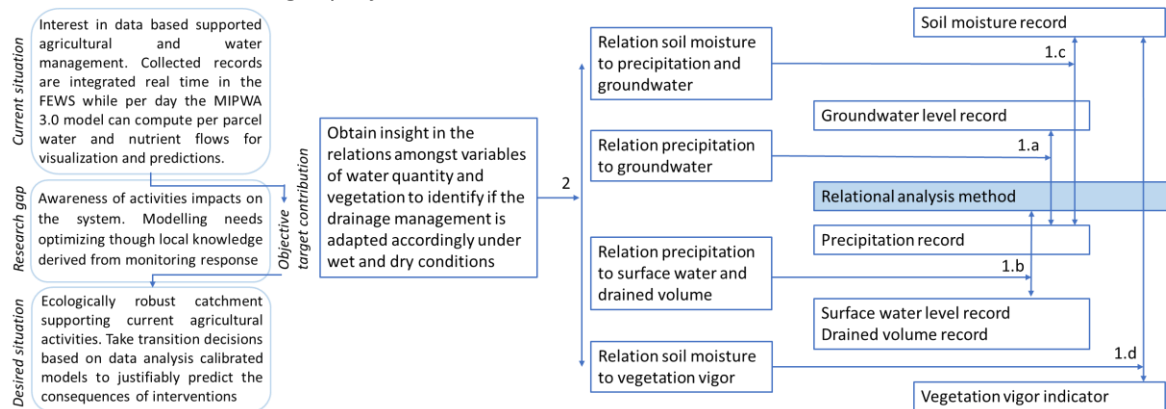 Current situation
Interest in data based supported
agricultural and water
management. Collected records
are integrated real time in the
FEWS while per day the MIPWA
3.0 model can compute per parcel
water and nutrient flows for
visualization and predictions.
Research gap
Awareness of activities impacts on
the system. Modelling needs
optimizing though local knowledge
derived from monitoring response
Desired situation
Ecologically robust catchment
supporting current agricultural
activities. Take transition decisions
based on data analysis calibrated
models to justifiably predict the
consequences of interventions
Objective
target contribution
Obtain insight in the
relations amongst variables
of water quantity and
vegetation to identify if the
drainage management is
adapted accordingly under
wet and dry conditions
2
Relation soil moisture
to precipitation and
groundwater
Relation precipitation
to groundwater
Relation precipitation
to surface water and
drained volume
Relation soil moisture
to vegetation vigor
1.c
1.a
1.b
1.d
Soil moisture record
Groundwater level record
Relational analysis method
Precipitation record
Surface water level record
Drained volume record
Vegetation vigor indicator